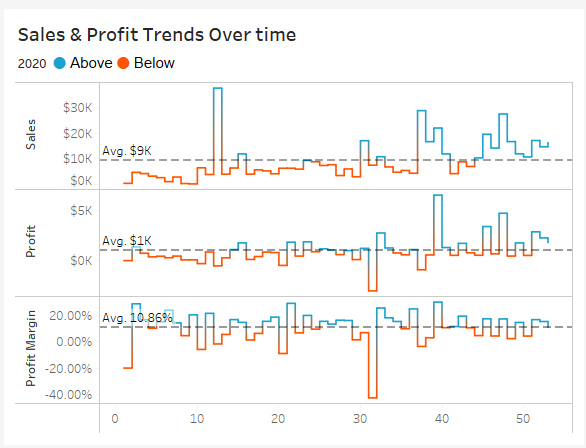 Sales & Profit Trends Over time
2020 Above Below
Sales
$30K
$20K
$10K
$0K
Avg. $9K
Profit
$5K
$0K
Avg. $1K
Profit Margin
20.00%
0.00%
-20.00%
-40.00%
Avg. 10.86%
0 10 20 30 40 50